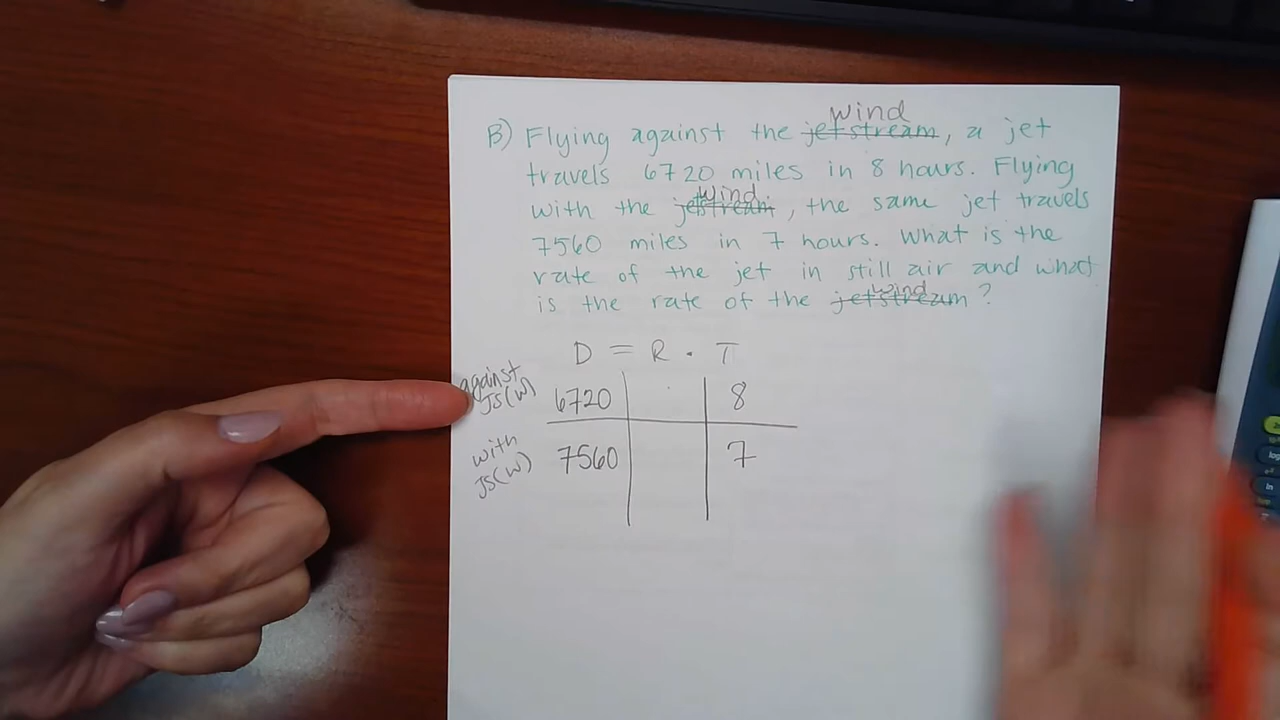 wind
B) Flying against the jetstream, a jet
travels 6720 miles in 8 hours. Flying
wind
with the jetstream, the same jet travels
7560 miles in 7 hours. What is the
rate of the jet in still air and what
wind
is the rate of the jetstream?
D = R · T
against
JS(W) 6720 8
with
JS(W) 7560 7
log
ln